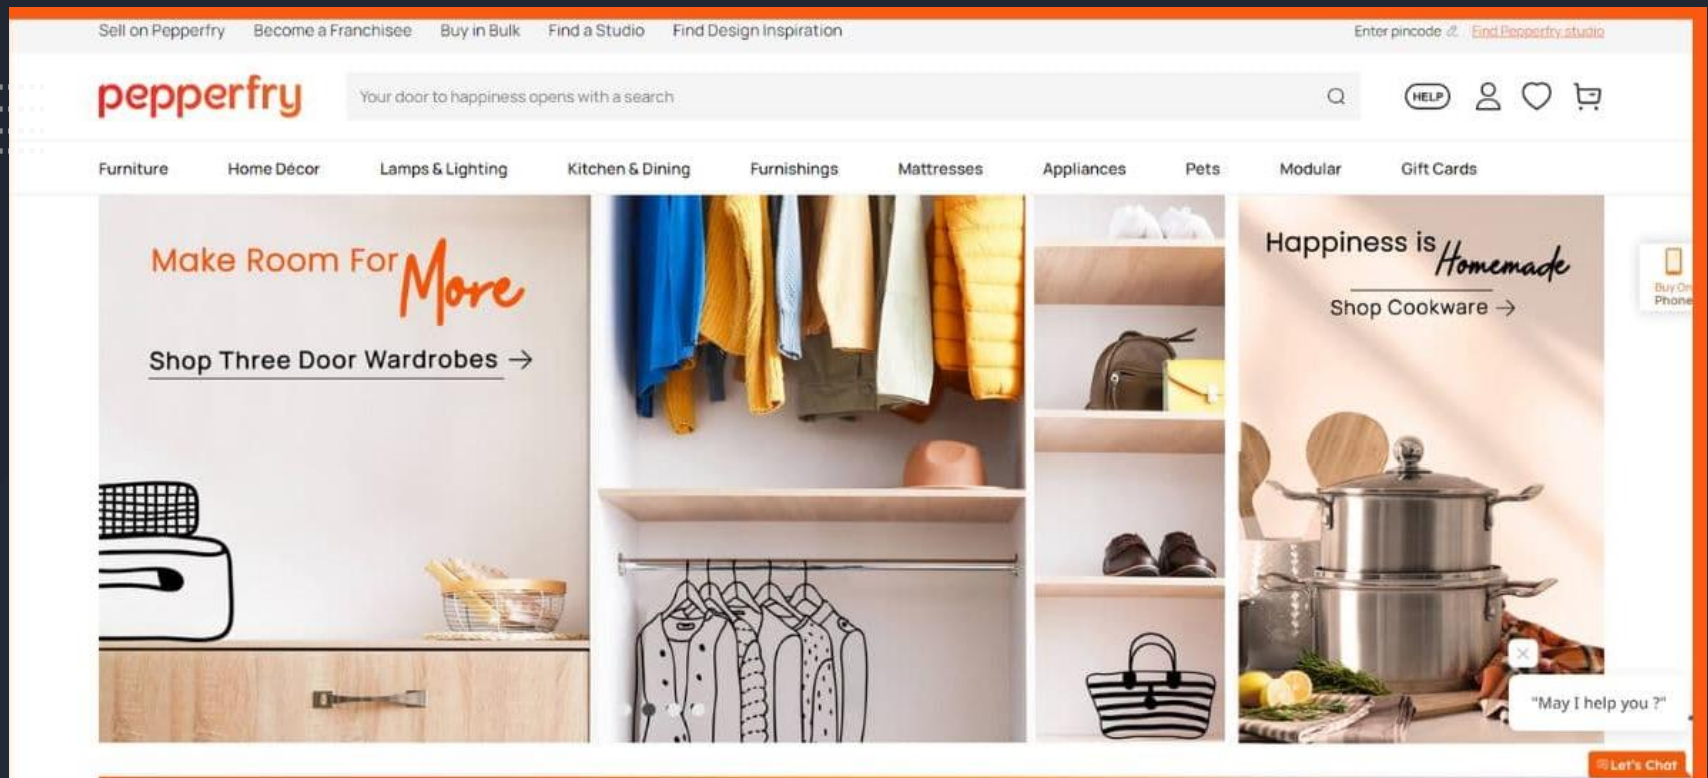 Sell on Pepperfry Become a Franchisee Buy in Bulk Find a Studio Find Design Inspiration Enter pincode Find Pepperfry studio
pepperfry Your door to happiness opens with a search HELP
Furniture Home Décor Lamps & Lighting Kitchen & Dining Furnishings Mattresses Appliances Pets Modular Gift Cards
Make Room For More
Shop Three Door Wardrobes →
Happiness is Homemade
Shop Cookware →
Buy On
Phone
"May I help you ?"
Let's Chat